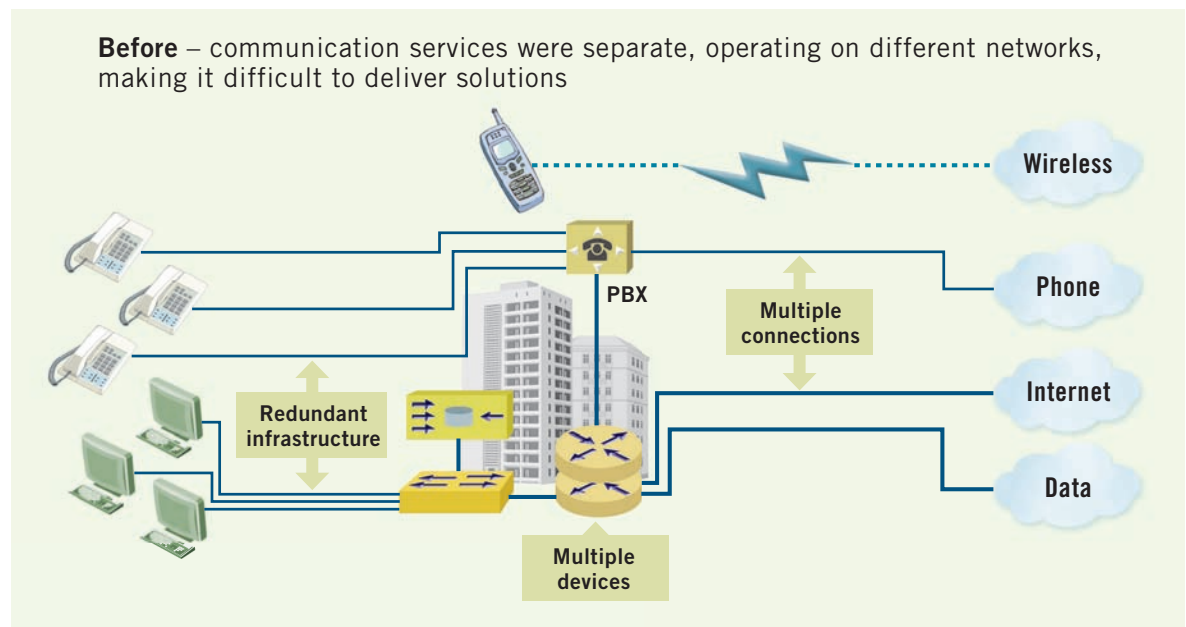 Before – communication services were separate, operating on different networks,
making it difficult to deliver solutions
Wireless
Phone
PBX
Multiple
connections
Internet
Redundant
infrastructure
Data
Multiple
devices